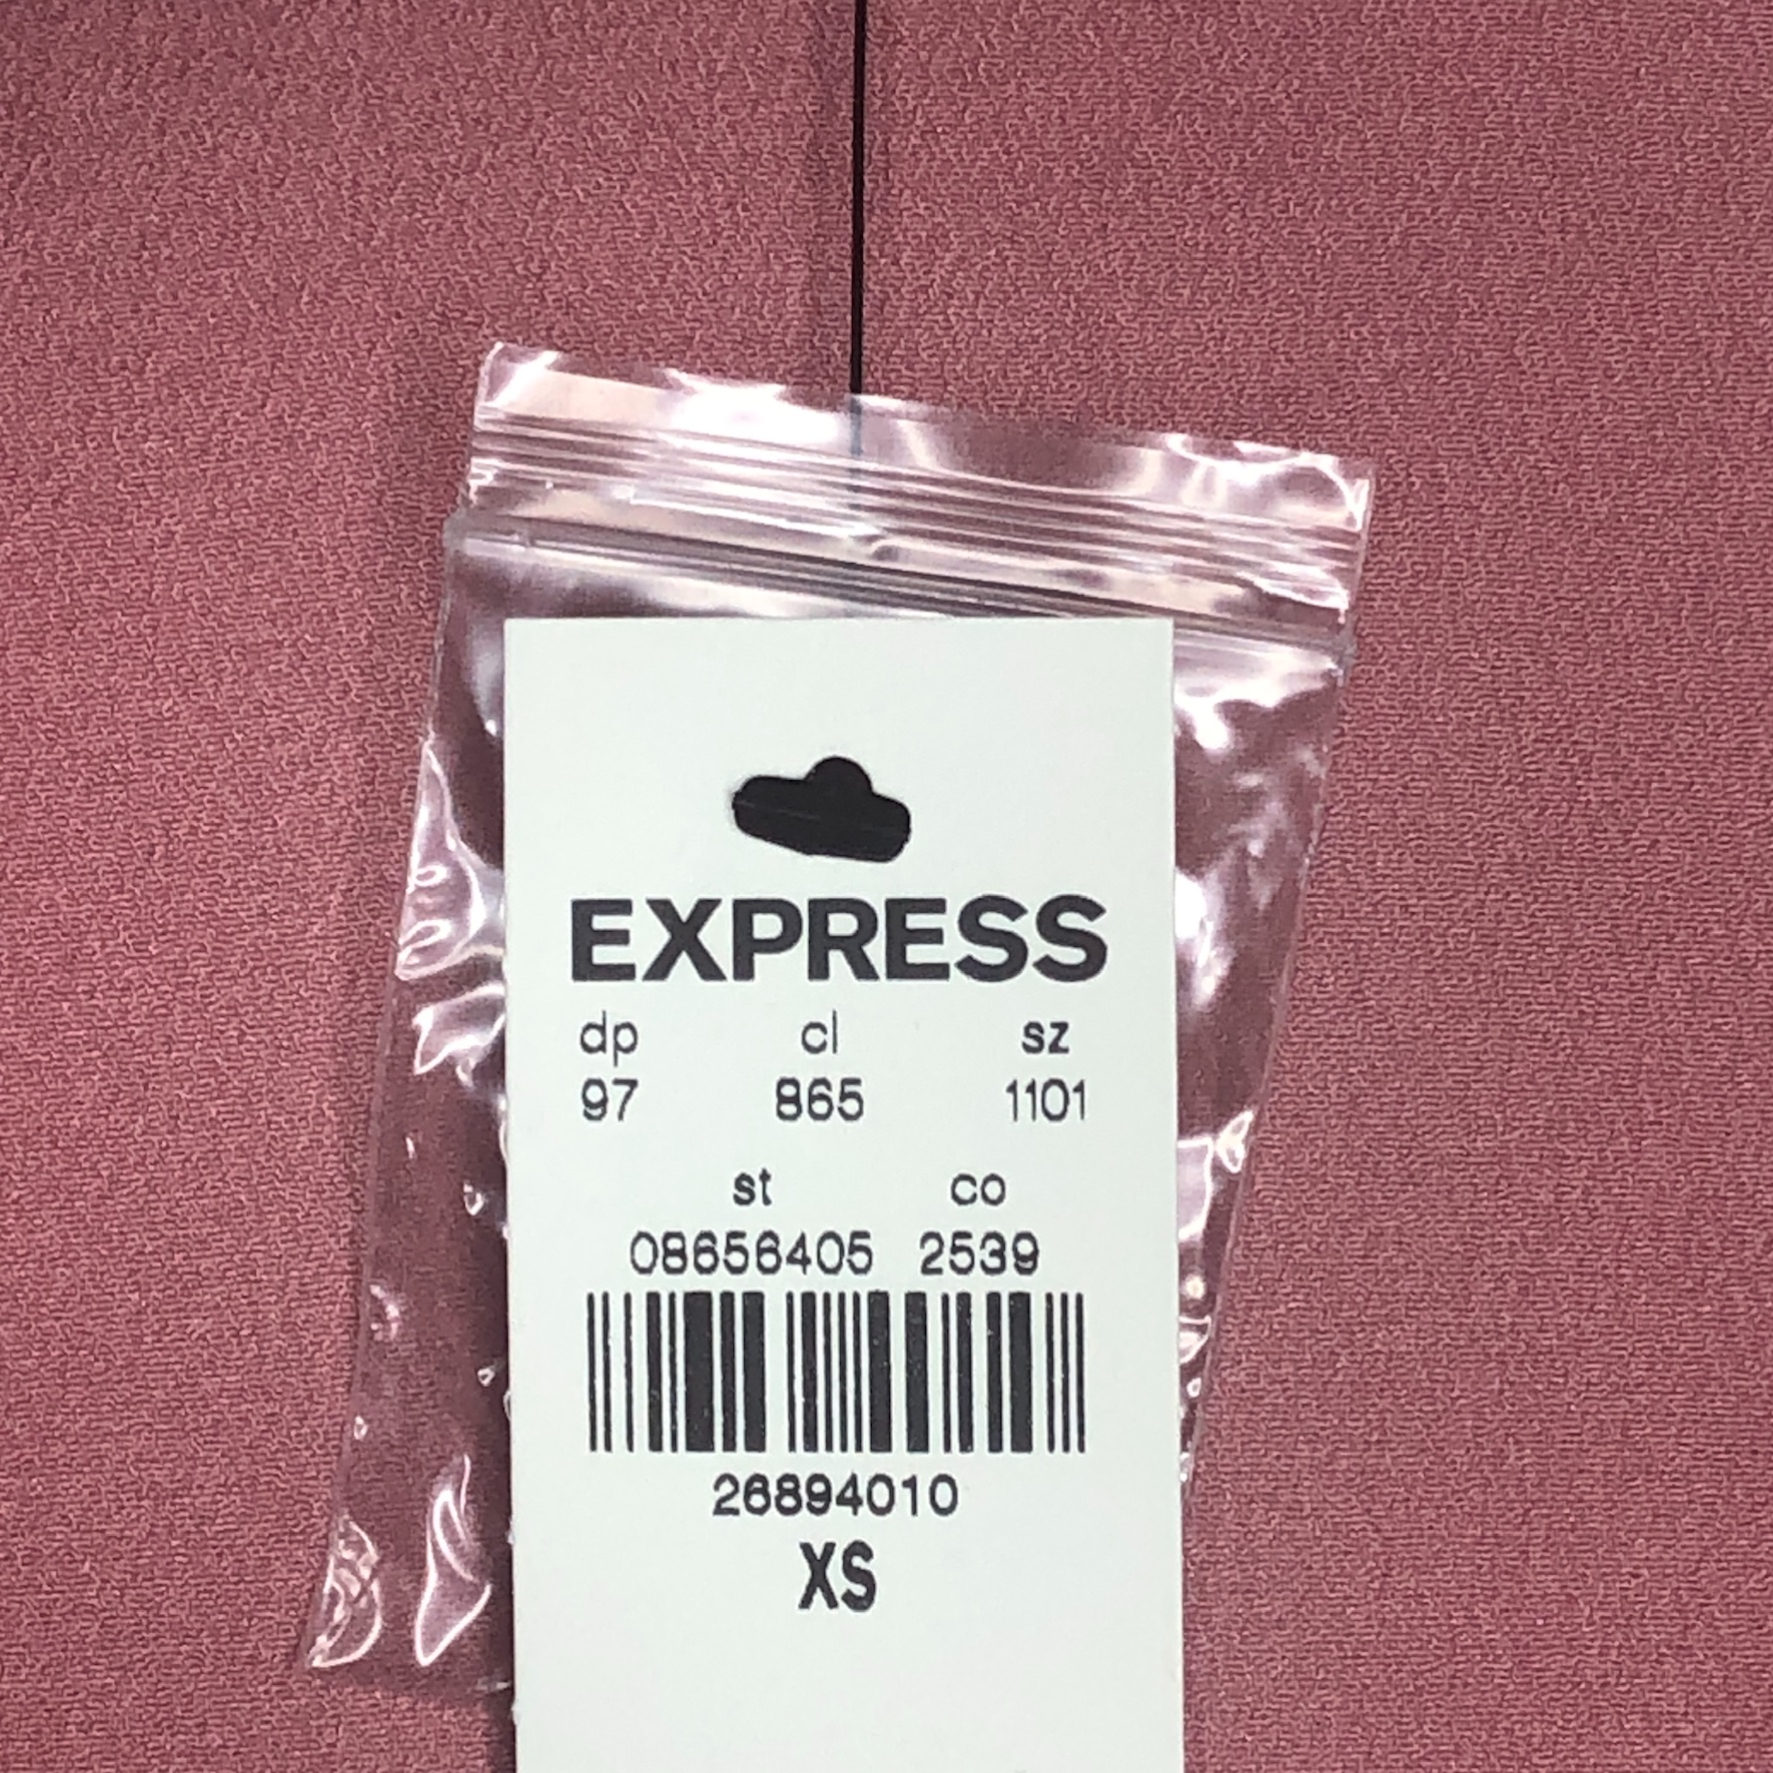 EXPRESS
dp cl sz
97 865 1101
st co
08656405 2539
26894010
XS